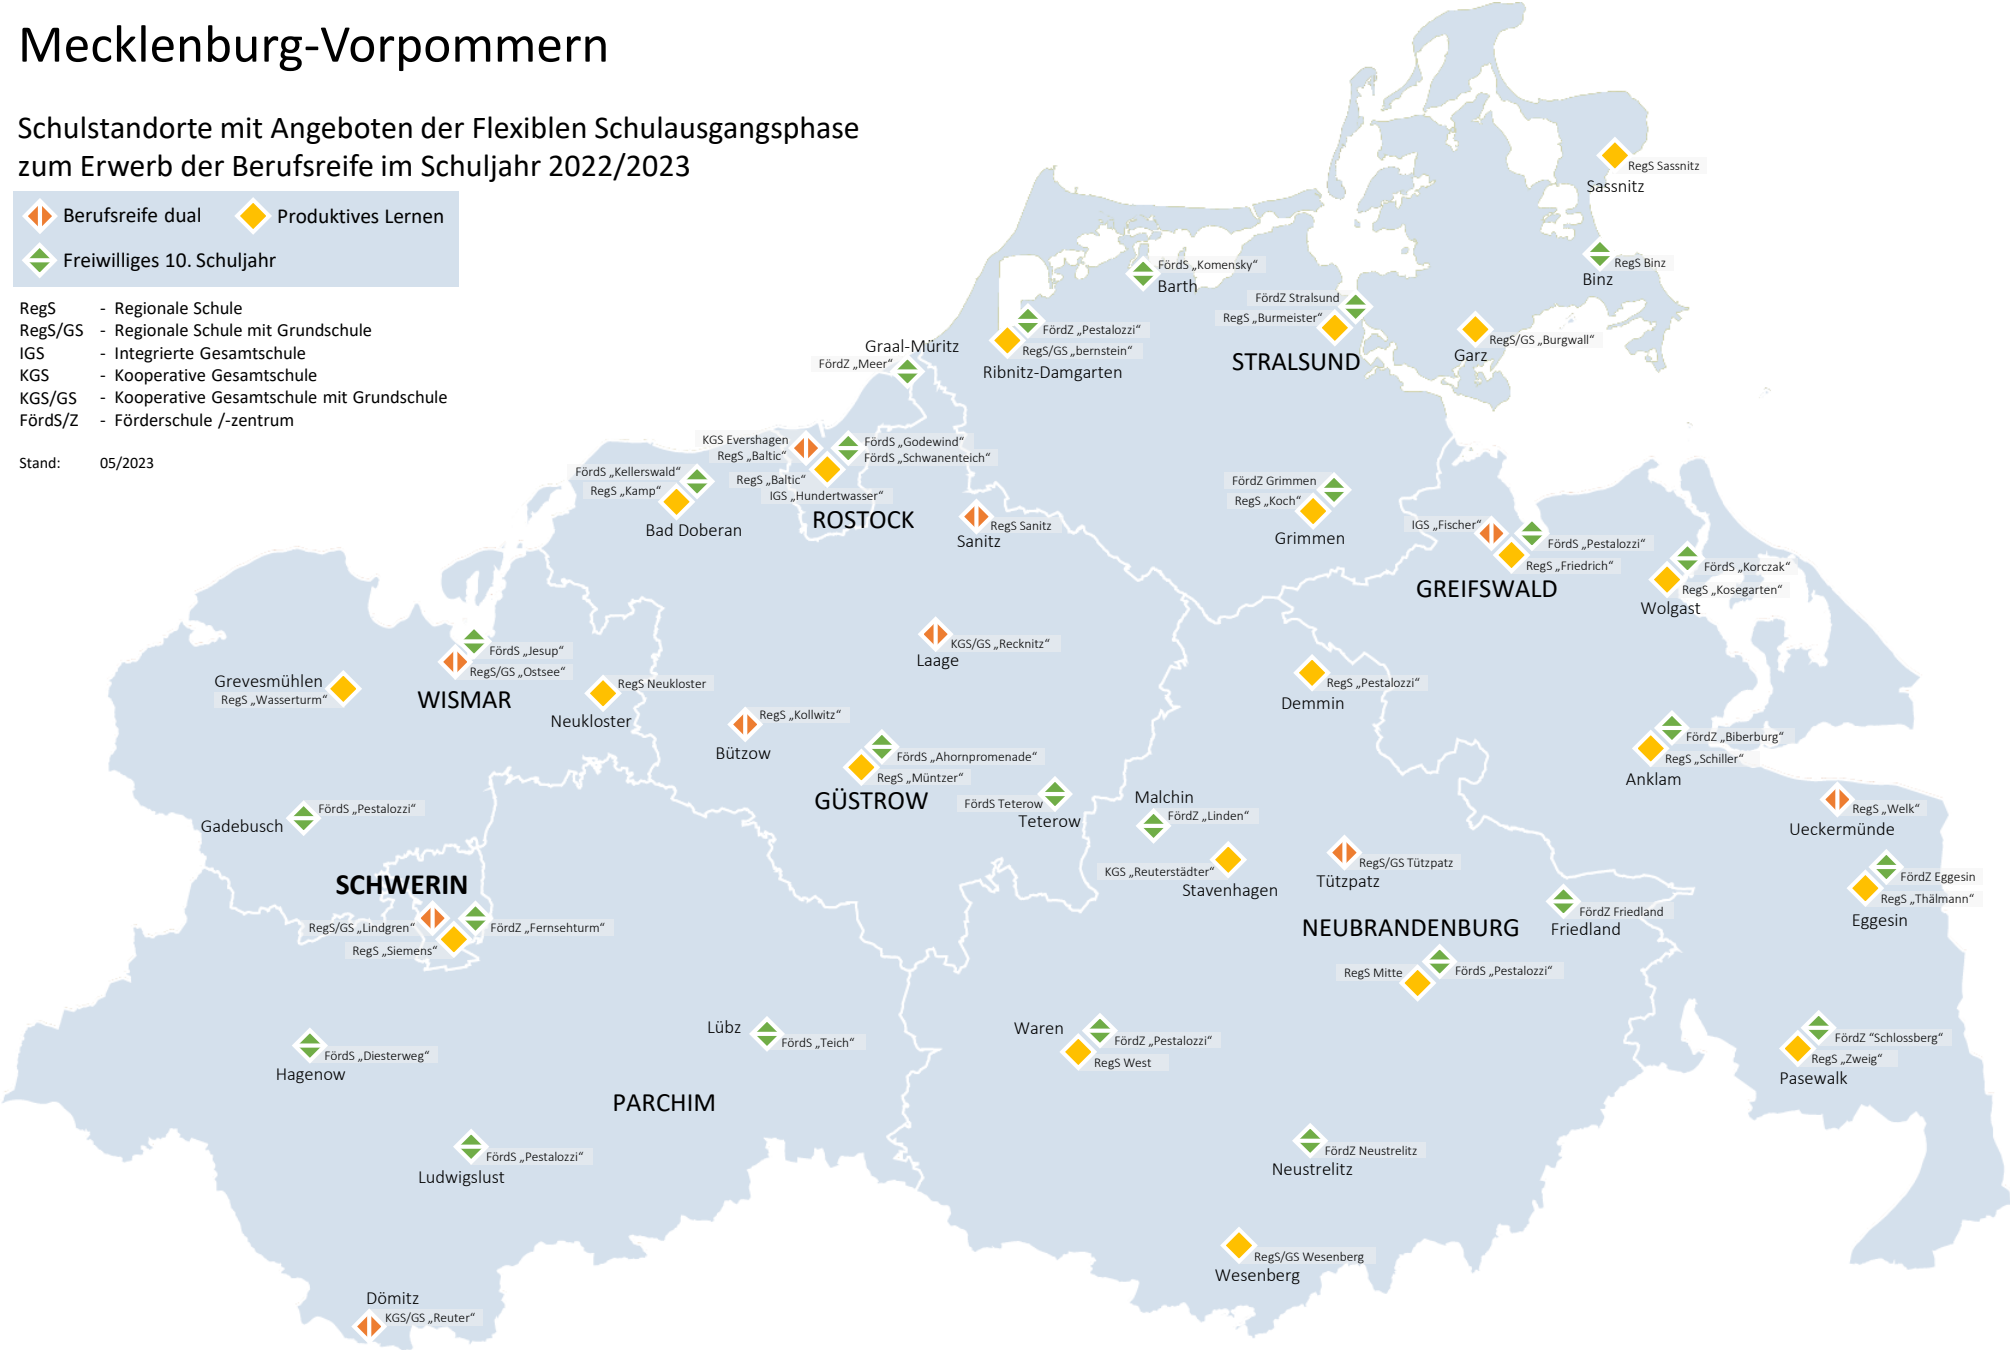 Mecklenburg-Vorpommern
Schulstandorte mit Angeboten der Flexiblen Schulausgangsphase
zum Erwerb der Berufsreife im Schuljahr 2022/2023
Berufsreife dual
Produktives Lernen
Freiwilliges 10. Schuljahr
RegS - Regionale Schule
RegS/GS - Regionale Schule mit Grundschule
IGS - Integrierte Gesamtschule
KGS - Kooperative Gesamtschule
KGS/GS - Kooperative Gesamtschule mit Grundschule
FördS/Z - Förderschule /-zentrum
Stand: 05/2023
RegS Sassnitz
Sassnitz
RegS Binz
Binz
FördS „Komensky“
Barth
FördZ Stralsund
RegS „Burmeister“
STRALSUND
RegS/GS „Burgwall“
Garz
FördZ „Pestalozzi“
RegS/GS „bernstein“
Ribnitz-Damgarten
Graal-Müritz
FördZ „Meer“
KGS Evershagen
RegS „Baltic“
FördS „Godewind“
FördS „Schwanenteich“
RegS „Baltic“
IGS „Hundertwasser“
ROSTOCK
FördS „Kellerswald“
RegS „Kamp“
Bad Doberan
RegS Sanitz
Sanitz
FördZ Grimmen
RegS „Koch“
Grimmen
IGS „Fischer“
FördS „Pestalozzi“
RegS „Friedrich“
GREIFSWALD
FördS „Korczak“
RegS „Kosegarten“
Wolgast
KGS/GS „Recknitz“
Laage
FördS „Jesup“
RegS/GS „Ostsee“
WISMAR
Grevesmühlen
RegS „Wasserturm“
RegS Neukloster
Neukloster
RegS „Pestalozzi“
Demmin
RegS „Kollwitz“
Bützow
FördS „Ahornpromenade“
RegS „Müntzer“
GÜSTROW
FördS Teterow
Teterow
FördZ „Biberburg“
RegS „Schiller“
Anklam
Malchin
FördZ „Linden“
KGS „Reuterstädter“
Stavenhagen
RegS/GS Tützpatz
Tützpatz
RegS „Welk“
Ueckermünde
FördS „Pestalozzi“
Gadebusch
SCHWERIN
RegS/GS „Lindgren“
FördZ „Fernsehturm“
RegS „Siemens“
FördZ Eggesin
RegS „Thälmann“
Eggesin
FördZ Friedland
Friedland
NEUBRANDENBURG
RegS Mitte
FördS „Pestalozzi“
Waren
FördZ „Pestalozzi“
RegS West
FördZ “Schlossberg“
RegS „Zweig“
Pasewalk
Lübz
FördS „Teich“
FördS „Diesterweg“
Hagenow
PARCHIM
FördS „Pestalozzi“
Ludwigslust
FördZ Neustrelitz
Neustrelitz
RegS/GS Wesenberg
Wesenberg
Dömitz
KGS/GS „Reuter“